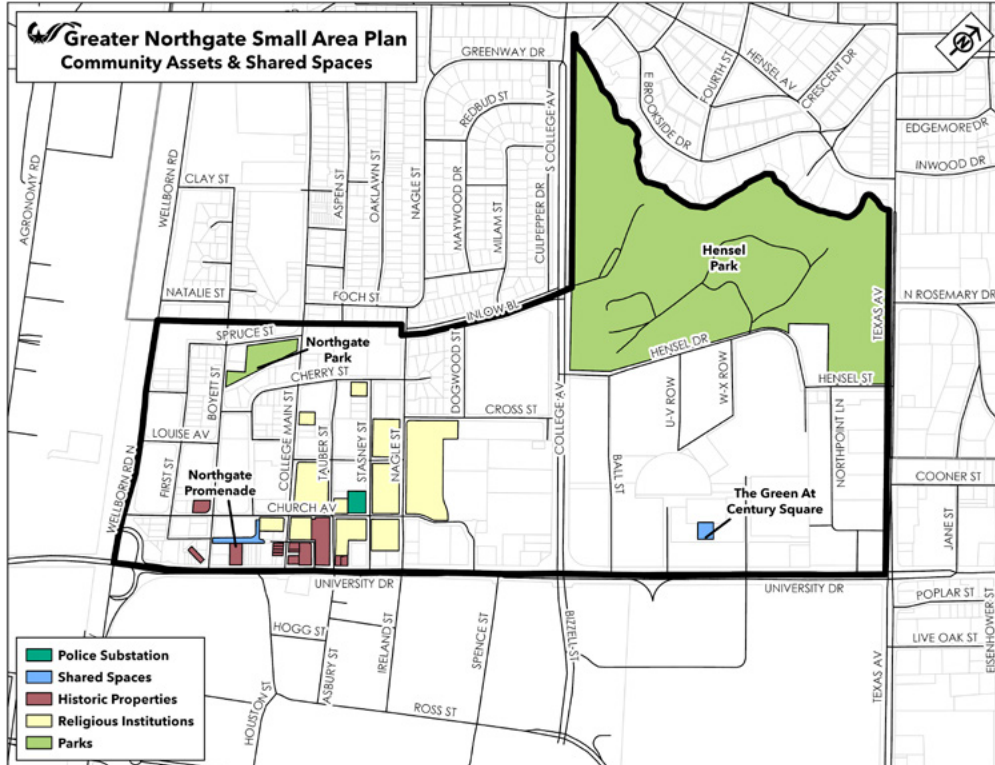 Greater Northgate Small Area Plan
Community Assets & Shared Spaces
N
GREENWAY DR
REDBUD ST
S COLLEGE AV
E BROOKSIDE DR
FOURTH ST
HENSEL AV
CRESCENT DR
EDGEMORE DR
INWOOD DR
AGRONOMY RD
WELLBORN RD
CLAY ST
ASPEN ST
OAKLAWN ST
NAGLE ST
MAYWOOD DR
MILAM ST
CULPEPPER DR
Hensel
Park
NATALIE ST
FOCH ST
INLOW BL
N ROSEMARY DR
TEXAS AV
SPRUCE ST
Northgate
Park
CHERRY ST
BOYETT ST
DOGWOOD ST
HENSEL DR
HENSEL ST
U-V ROW
W-X ROW
CROSS ST
COLLEGE AV
LOUISE AV
COLLEGE MAIN ST
TAUBER ST
STASNEY ST
NAGLE ST
FIRST ST
Northgate
Promenade
CHURCH AV
BALL ST
NORTHPOINT LN
COONER ST
The Green At
Century Square
JANE ST
WELLBORN RD N
UNIVERSITY DR
UNIVERSITY DR
POPLAR ST
LIVE OAK ST
EISENHOWER ST
HOGG ST
ASBURY ST
IRELAND ST
SPENCE ST
BIZZELL ST
HOUSTON ST
ROSS ST
TEXAS AV
Police Substation
Shared Spaces
Historic Properties
Religious Institutions
Parks